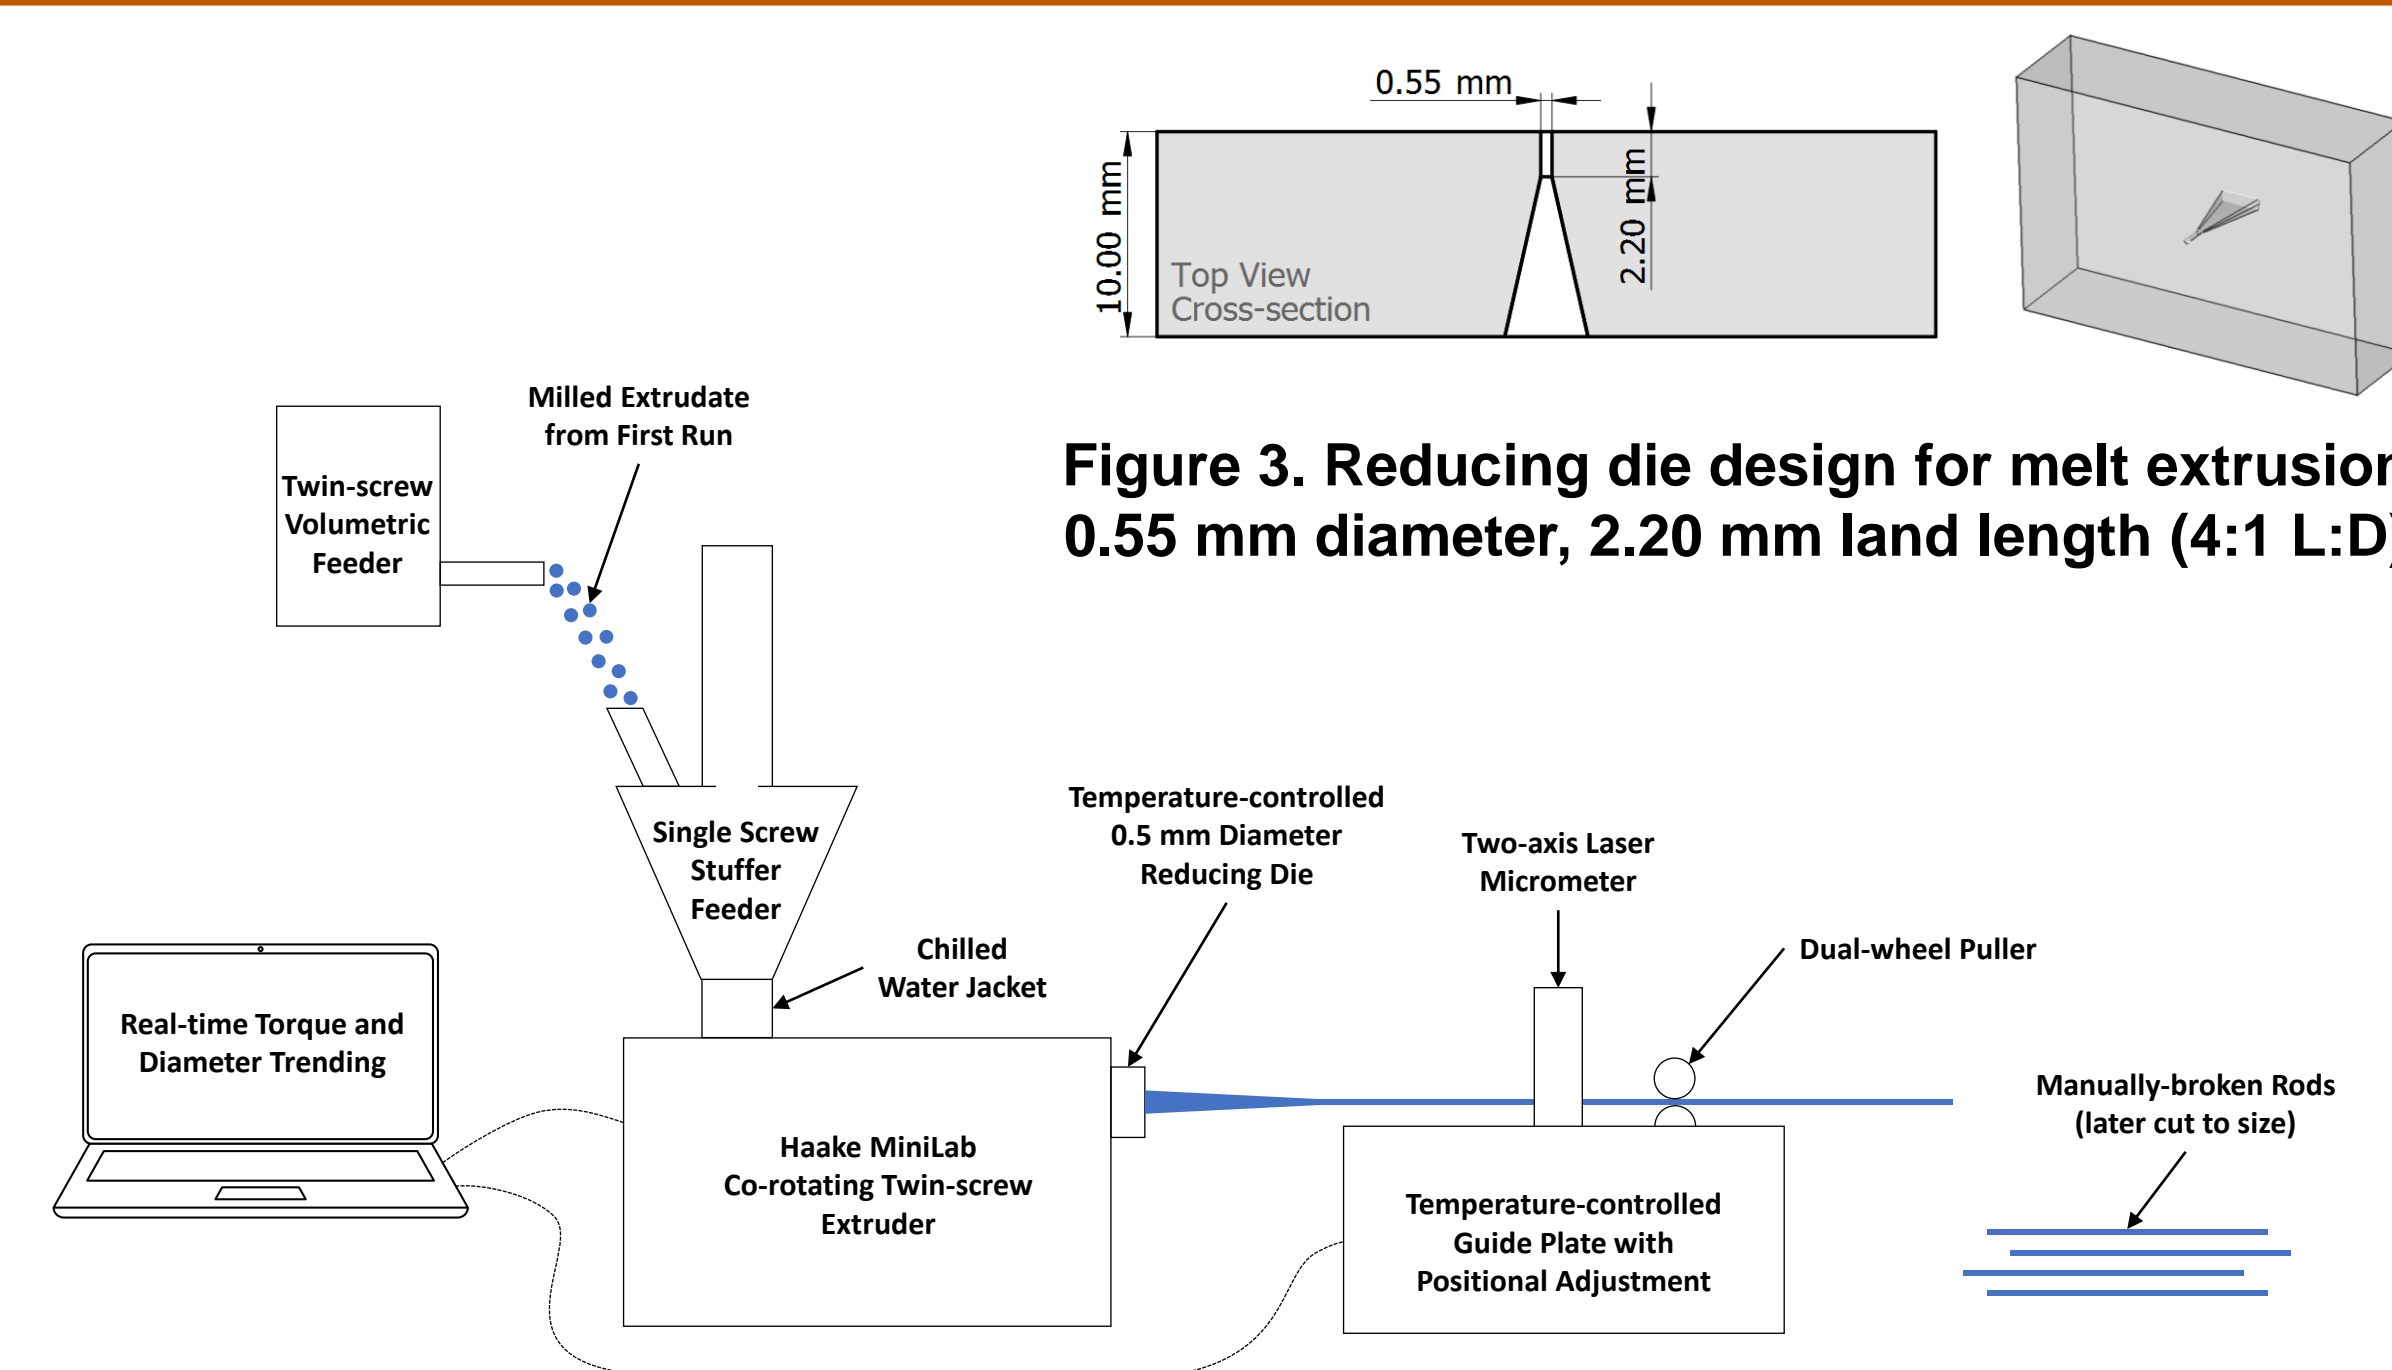 0.55 mm
10.00 mm
2.20 mm
Top View
Cross-section
Figure 3. Reducing die design for melt extrusion
0.55 mm diameter, 2.20 mm land length (4:1 L:D)
Milled Extrudate
from First Run
Twin-screw
Volumetric
Feeder
Single Screw
Stuffer
Feeder
Chilled
Water Jacket
Temperature-controlled
0.5 mm Diameter
Reducing Die
Two-axis Laser
Micrometer
Dual-wheel Puller
Real-time Torque and
Diameter Trending
Haake MiniLab
Co-rotating Twin-screw
Extruder
Temperature-controlled
Guide Plate with
Positional Adjustment
Manually-broken Rods
(later cut to size)